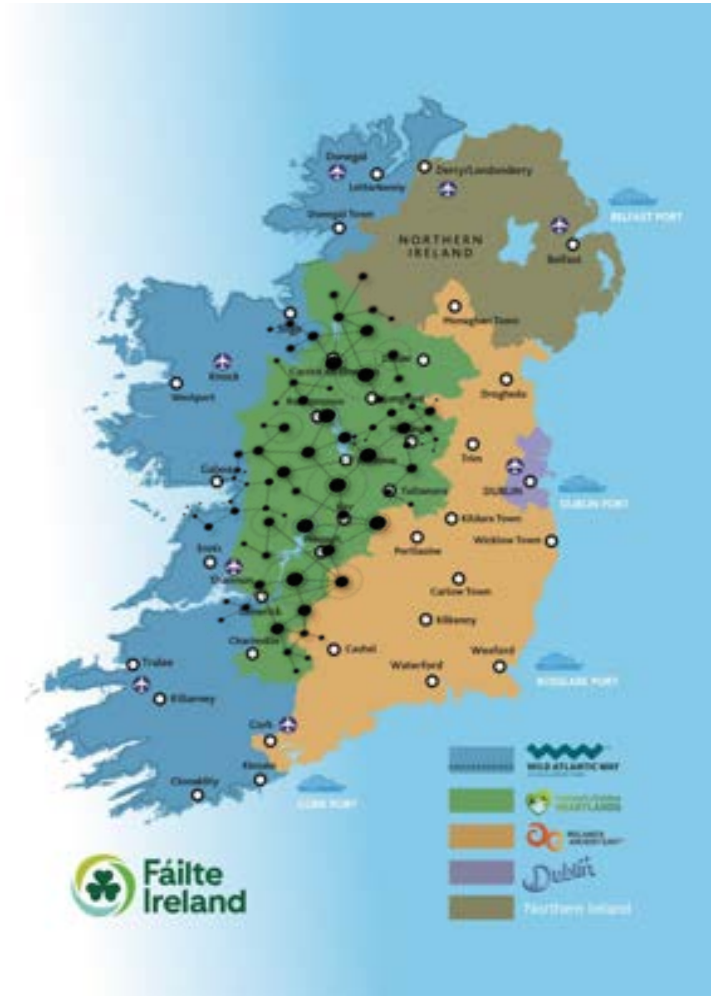 Donegal
Letterkenny
Derry/Londonderry
Donegal Town
BELFAST PORT
NORTHERN
IRELAND
Belfast
Monaghan Town
Knock
Westport
Drogheda
Trim
Galway
DUBLIN
DUBLIN PORT
Tullamore
Kildare Town
Portlaoise
Wicklow Town
Ennis
Shannon
Carlow Town
Limerick
Kilkenny
Charleville
Cashel
Wexford
Tralee
Waterford
ROSSLARE PORT
Killarney
Cork
Kinsale
Clonakilty
CORK PORT
WILD ATLANTIC WAY
HEARTLANDS
IRELAND'S
ANCIENT EAST
Dublin
Northern Ireland
Fáilte
Ireland